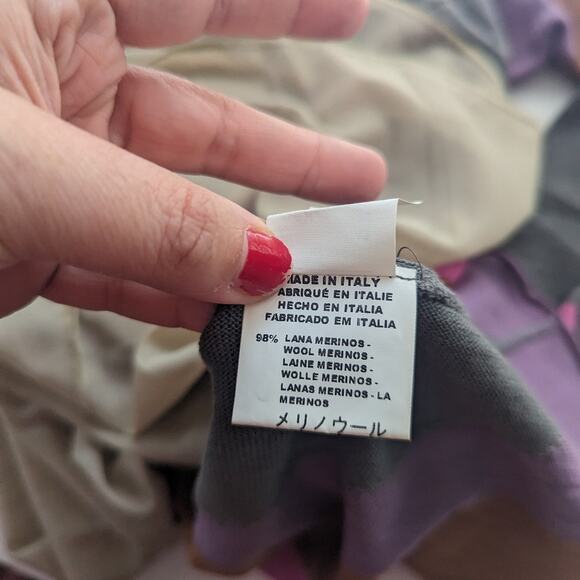 MADE IN ITALY
FABRIQUÉ EN ITALIE
HECHO EN ITALIA
FABRICADO EM ITALIA
98% LANA MERINOS -
WOOL MERINOS -
LAINE MERINOS -
WOLLE MERINOS -
LANAS MERINOS - LA
MERINOS
メリノウール